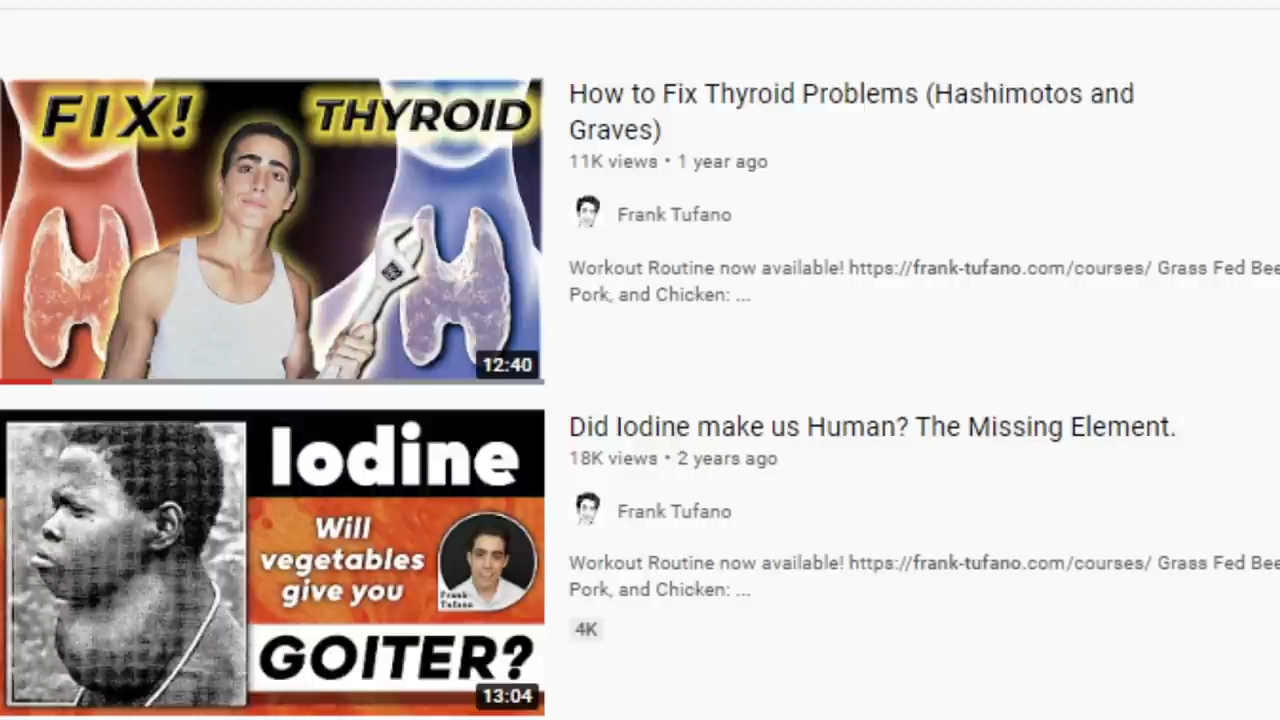 FIX! THYROID
12:40
How to Fix Thyroid Problems (Hashimotos and
Graves)
11K views • 1 year ago
Frank Tufano
Workout Routine now available! https://frank-tufano.com/courses/ Grass Fed Bee
Pork, and Chicken: ...
Iodine
Will
vegetables
give you
Frank
Tufano
GOITER?
13:04
Did Iodine make us Human? The Missing Element.
18K views • 2 years ago
Frank Tufano
Workout Routine now available! https://frank-tufano.com/courses/ Grass Fed Bee
Pork, and Chicken: ...
4K